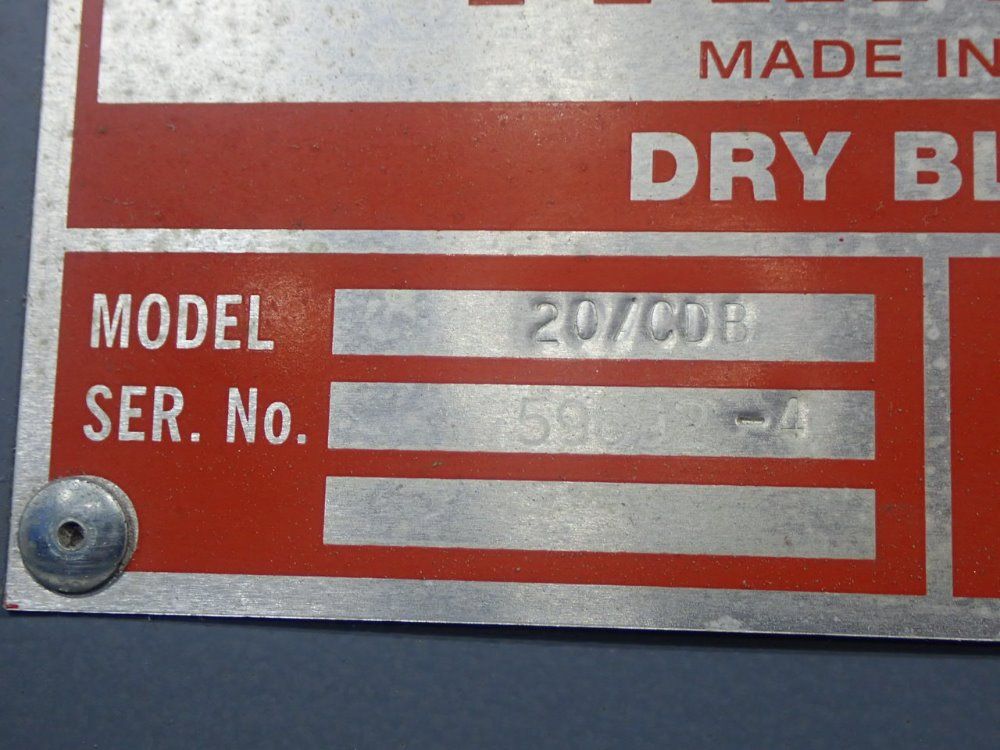 MADE IN
DRY BL
MODEL 20/CDB
SER. No.